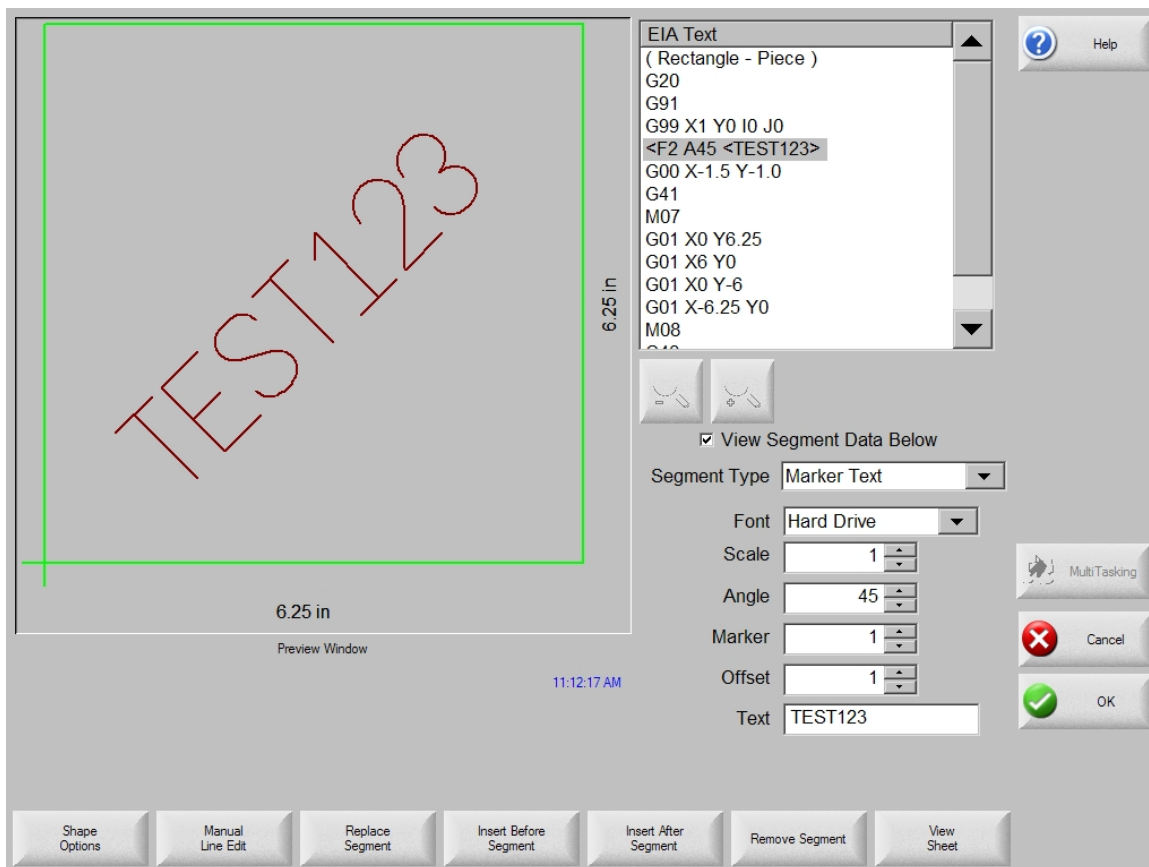 TEST123
6.25 in
6.25 in
Preview Window
11:12:17 AM
EIA Text
( Rectangle - Piece )
G20
G91
G99 X1 Y0 I0 J0
<F2 A45 <TEST123>
G00 X-1.5 Y-1.0
G41
M07
G01 X0 Y6.25
G01 X6 Y0
G01 X0 Y-6
G01 X-6.25 Y0
M08
View Segment Data Below
Segment Type Marker Text
Font Hard Drive
Scale 1
Angle 45
Marker 1
Offset 1
Text TEST123
Help
MultiTasking
Cancel
OK
Shape
Options
Manual
Line Edit
Replace
Segment
Insert Before
Segment
Insert After
Segment
Remove Segment
View
Sheet